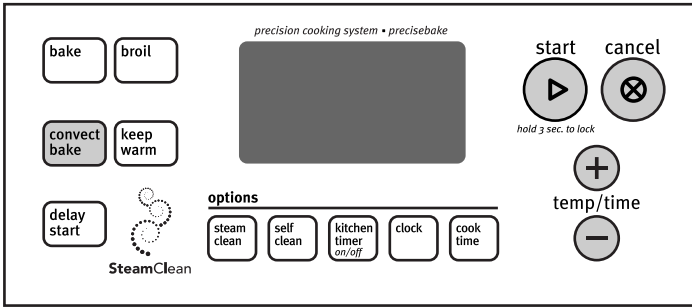 precision cooking system • precisebake
bake
broil
start
cancel
hold 3 sec. to lock
convect
bake
keep
warm
temp/time
delay
start
SteamClean
options
steam
clean
self
clean
kitchen
timer
on/off
clock
cook
time